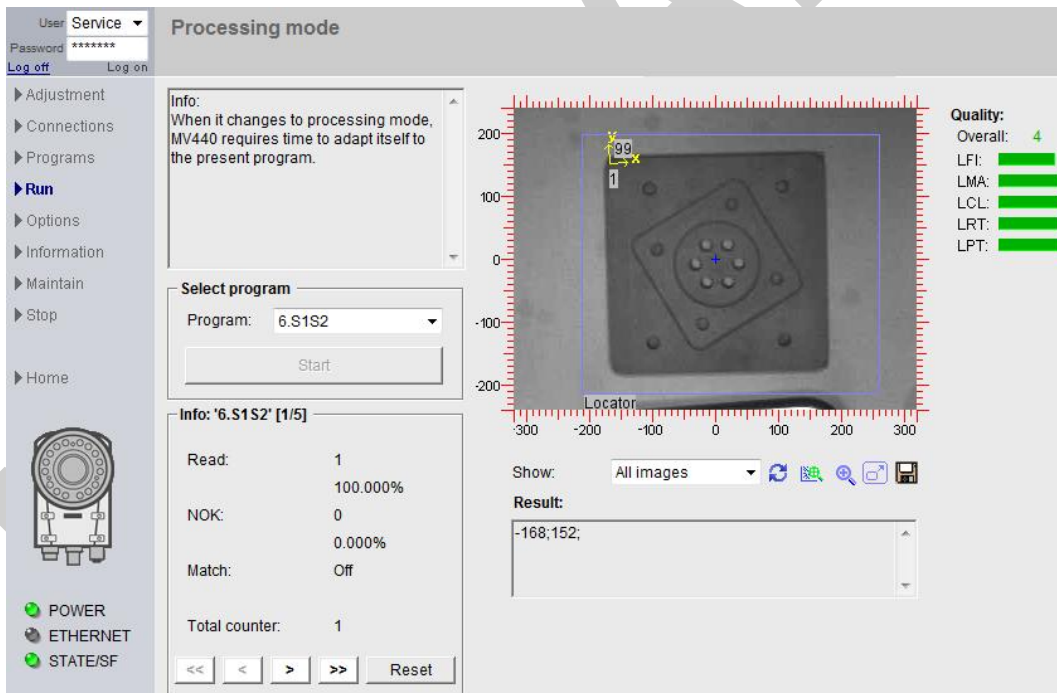 User Service
Password *******
Log off Log on
Processing mode
Adjustment
Connections
Programs
Run
Options
Information
Maintain
Stop
Home
POWER
ETHERNET
STATE/SF
Info:
When it changes to processing mode,
MV440 requires time to adapt itself to
the present program.
Select program
Program: 6.S1S2
Start
Info: '6.S1S2' [1/5]
Read: 1
100.000%
NOK: 0
0.000%
Match: Off
Total counter: 1
<< < > >> Reset
200
100
0
-100
-200
y
99
x
1
Locator
-300 -200 -100 0 100 200 300
Show: All images
Result:
-168;152;
Quality:
Overall: 4
LFI:
LMA:
LCL:
LRT:
LPT: